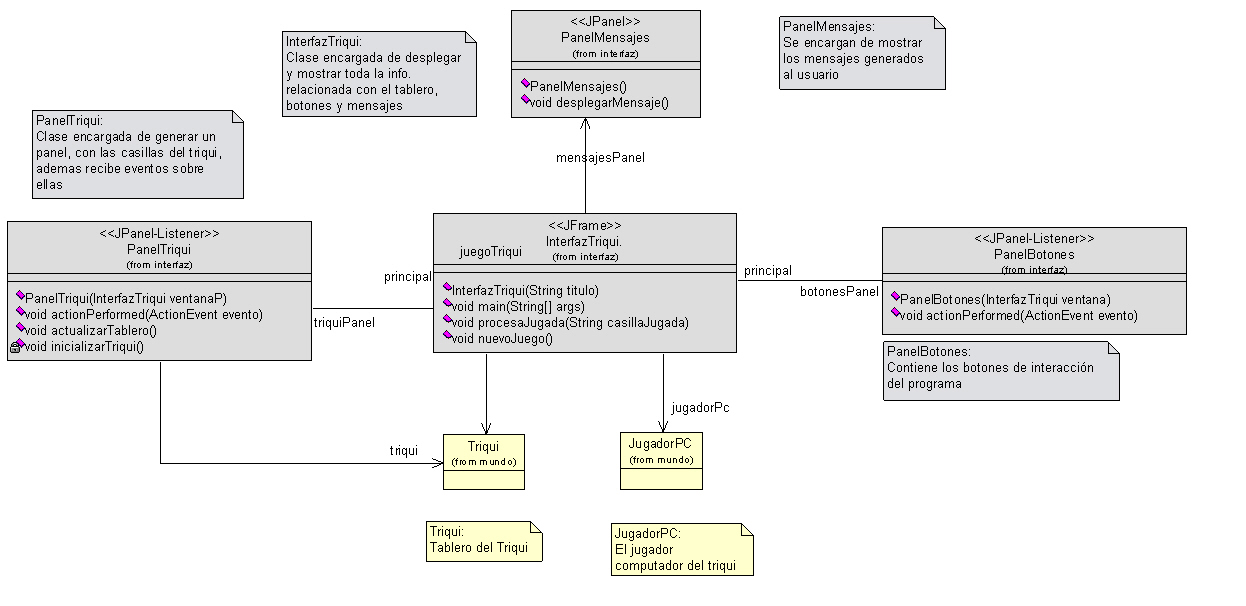 <<JPanel>>
PanelMensajes
(from interfaz)
PanelMensajes()
void desplegarMensaje()
InterfazTriqui:
Clase encargada de desplegar
y mostrar toda la info.
relacionada con el tablero,
botones y mensajes
PanelMensajes:
Se encargan de mostrar
los mensajes generados
al usuario
PanelTriqui:
Clase encargada de generar un
panel, con las casillas del triqui,
ademas recibe eventos sobre
ellas
mensajesPanel
<<JPanel-Listener>>
PanelTriqui
(from interfaz)
PanelTriqui(InterfazTriqui ventanaP)
void actionPerformed(ActionEvent evento)
void actualizarTablero()
void inicializarTriqui()
principal
triquiPanel
<<JFrame>>
InterfazTriqui.
juegoTriqui
(from interfaz)
InterfazTriqui(String titulo)
void main(String[] args)
void procesaJugada(String casillaJugada)
void nuevoJuego()
principal
botonesPanel
<<JPanel-Listener>>
PanelBotones
(from interfaz)
PanelBotones(InterfazTriqui ventana)
void actionPerformed(ActionEvent evento)
PanelBotones:
Contiene los botones de interacción
del programa
jugadorPc
triqui
Triqui
(from mundo)
JugadorPC
(from mundo)
Triqui:
Tablero del Triqui
JugadorPC:
El jugador
computador del triqui